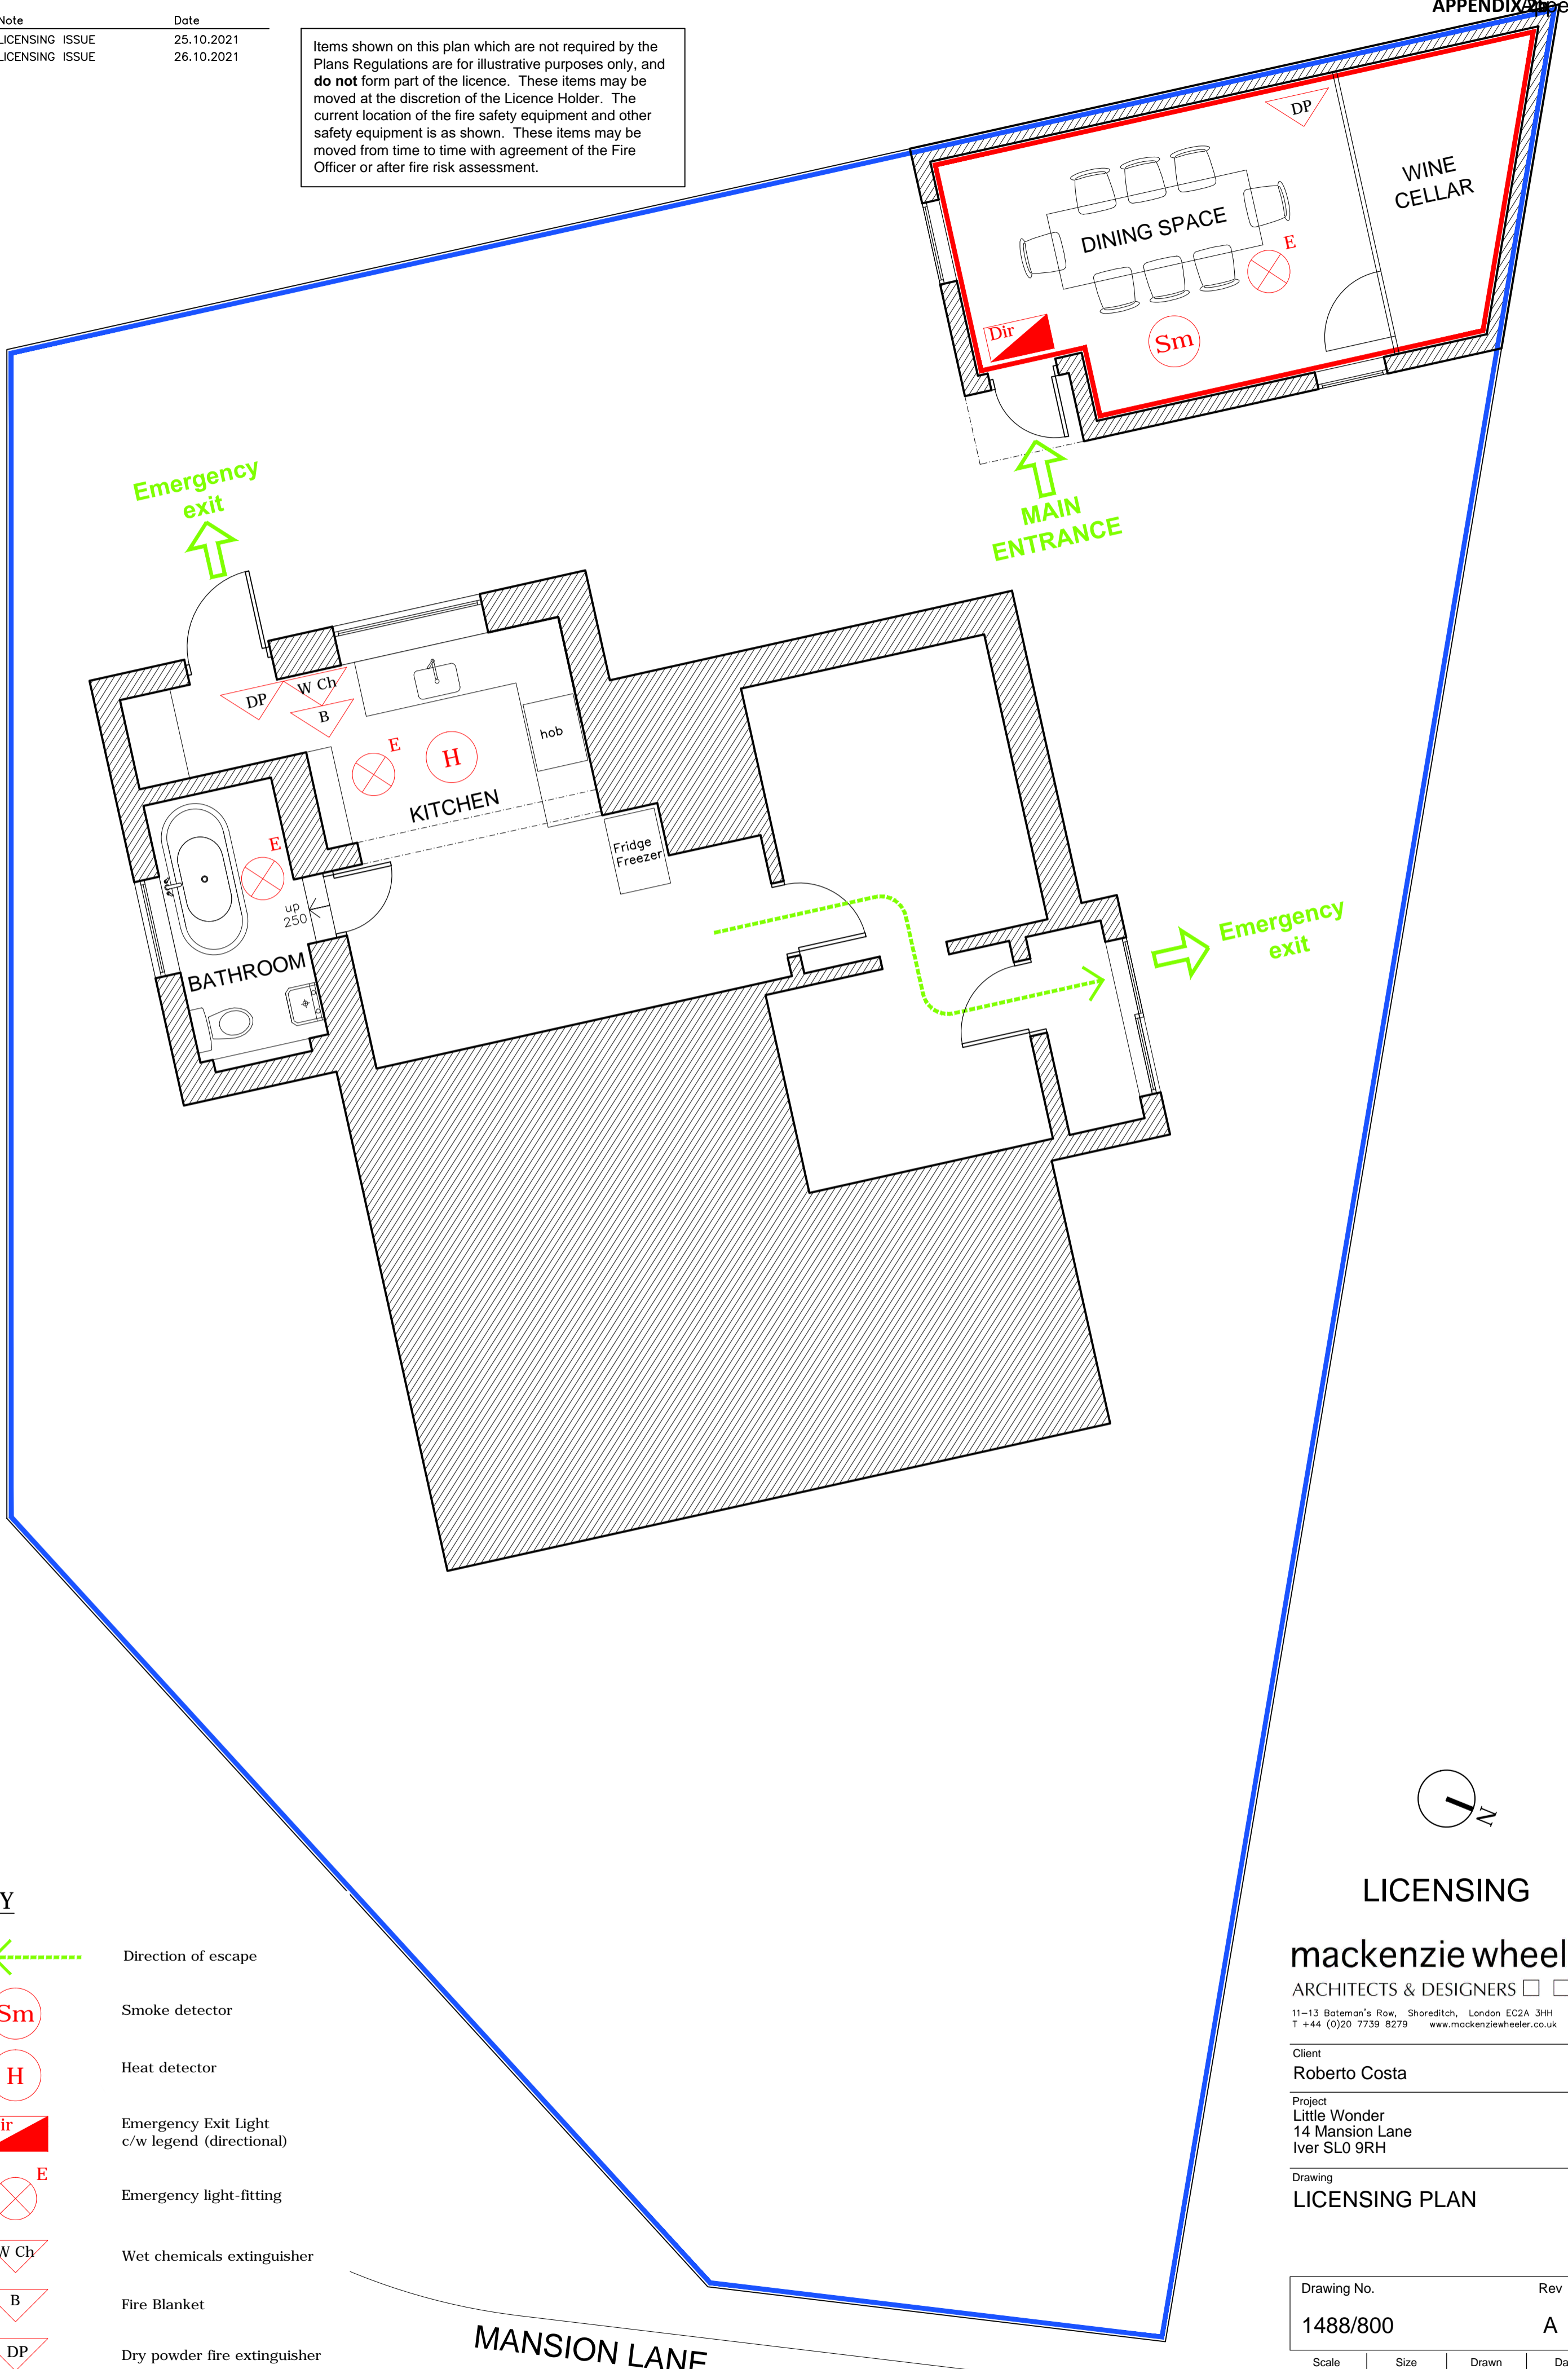 APPENDIX
Note Date
LICENSING ISSUE 25.10.2021
LICENSING ISSUE 26.10.2021
Items shown on this plan which are not required by the
Plans Regulations are for illustrative purposes only, and
do not form part of the licence. These items may be
moved at the discretion of the Licence Holder. The
current location of the fire safety equipment and other
safety equipment is as shown. These items may be
moved from time to time with agreement of the Fire
Officer or after fire risk assessment.
DP
WINE
CELLAR
DINING SPACE
E
Dir
Sm
MAIN
ENTRANCE
Emergency
exit
DP
W Ch
B
E
H
hob
KITCHEN
Fridge
Freezer
E
up
250
BATHROOM
Emergency
exit
N
LICENSING
mackenzie wheel
ARCHITECTS & DESIGNERS
11-13 Bateman's Row, Shoreditch, London EC2A 3HH
T +44 (0)20 7739 8279 www.mackenziewheeler.co.uk
Client
Roberto Costa
Project
Little Wonder
14 Mansion Lane
Iver SL0 9RH
Drawing
LICENSING PLAN
Drawing No. Rev
1488/800 A
Scale Size Drawn Da
Y
Direction of escape
Sm Smoke detector
H Heat detector
ir Emergency Exit Light
c/w legend (directional)
E
Emergency light-fitting
W Ch Wet chemicals extinguisher
B Fire Blanket
DP Dry powder fire extinguisher
MANSION LANE